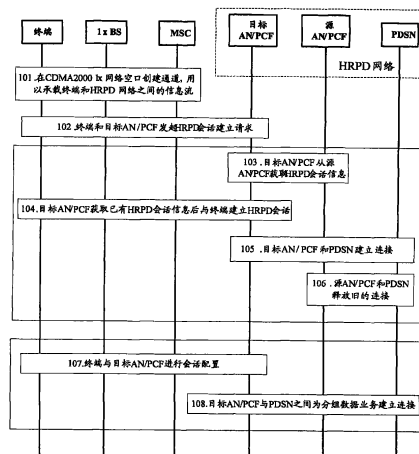 终端
1x BS
MSC
目标
AN/PCF
源
AN/PCF
PDSN
HRPD 网络
101.在CDMA2000 1x 网络空口创建通道,用
以承载终端和HRPD 网络之间的信息流
102.终端和目标AN/PCF发起HRPD会话建立请求
103.目标AN/PCF从源
AN/PCF获取HRPD会话信息
104.目标AN/PCF获取已有HRPD会话信息后与终端建立HRPD会话
105.目标AN/PCF和PDSN建立连接
106.源AN/PCF和PDSN
释放旧的连接
107.终端与目标AN/PCF进行会话配置
108.目标AN/PCF与PDSN之间为分组数据业务建立连接